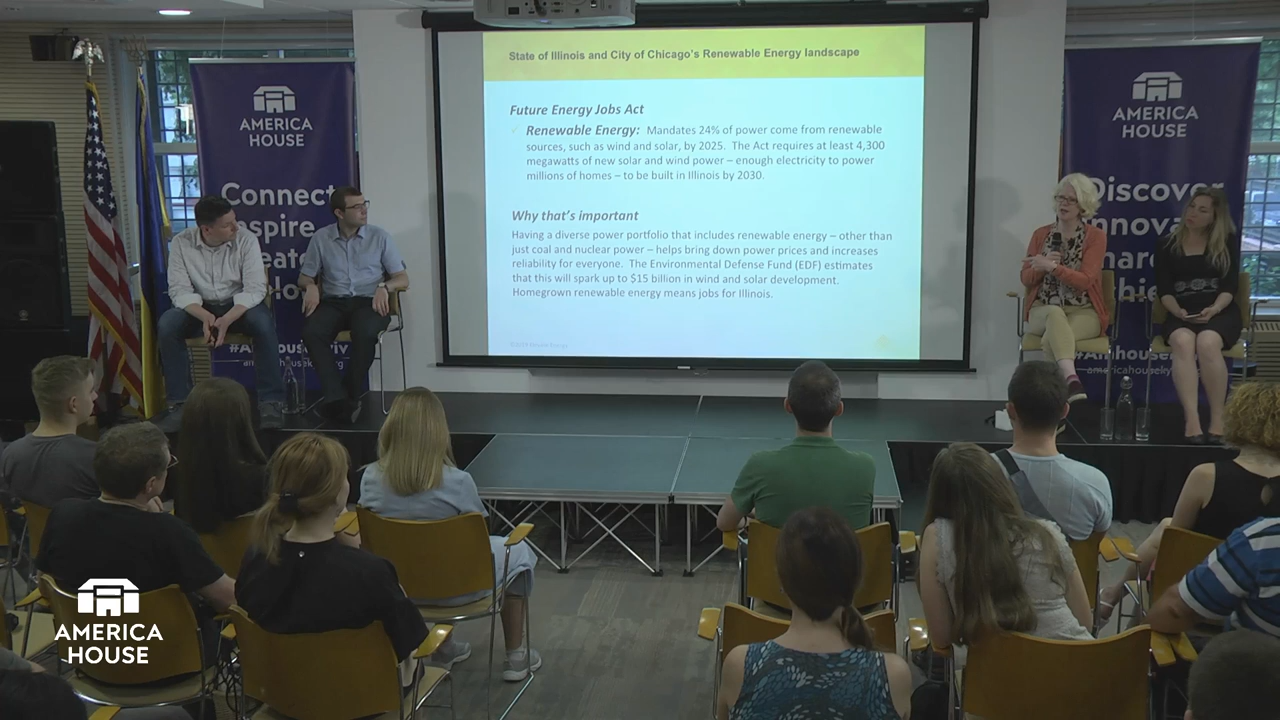 State of Illinois and City of Chicago's Renewable Energy landscape
Future Energy Jobs Act
Renewable Energy: Mandates 24% of power come from renewable
sources, such as wind and solar, by 2025. The Act requires at least 4,300
megawatts of new solar and wind power – enough electricity to power
millions of homes – to be built in Illinois by 2030.
Why that's important
Having a diverse power portfolio that includes renewable energy – other than
just coal and nuclear power – helps bring down power prices and increases
reliability for everyone. The Environmental Defense Fund (EDF) estimates
that this will spark up to $15 billion in wind and solar development.
Homegrown renewable energy means jobs for Illinois.
AMERICA
HOUSE
Connect
AMERICA
HOUSE
Discover
americahouseky
AMERICA
HOUSE